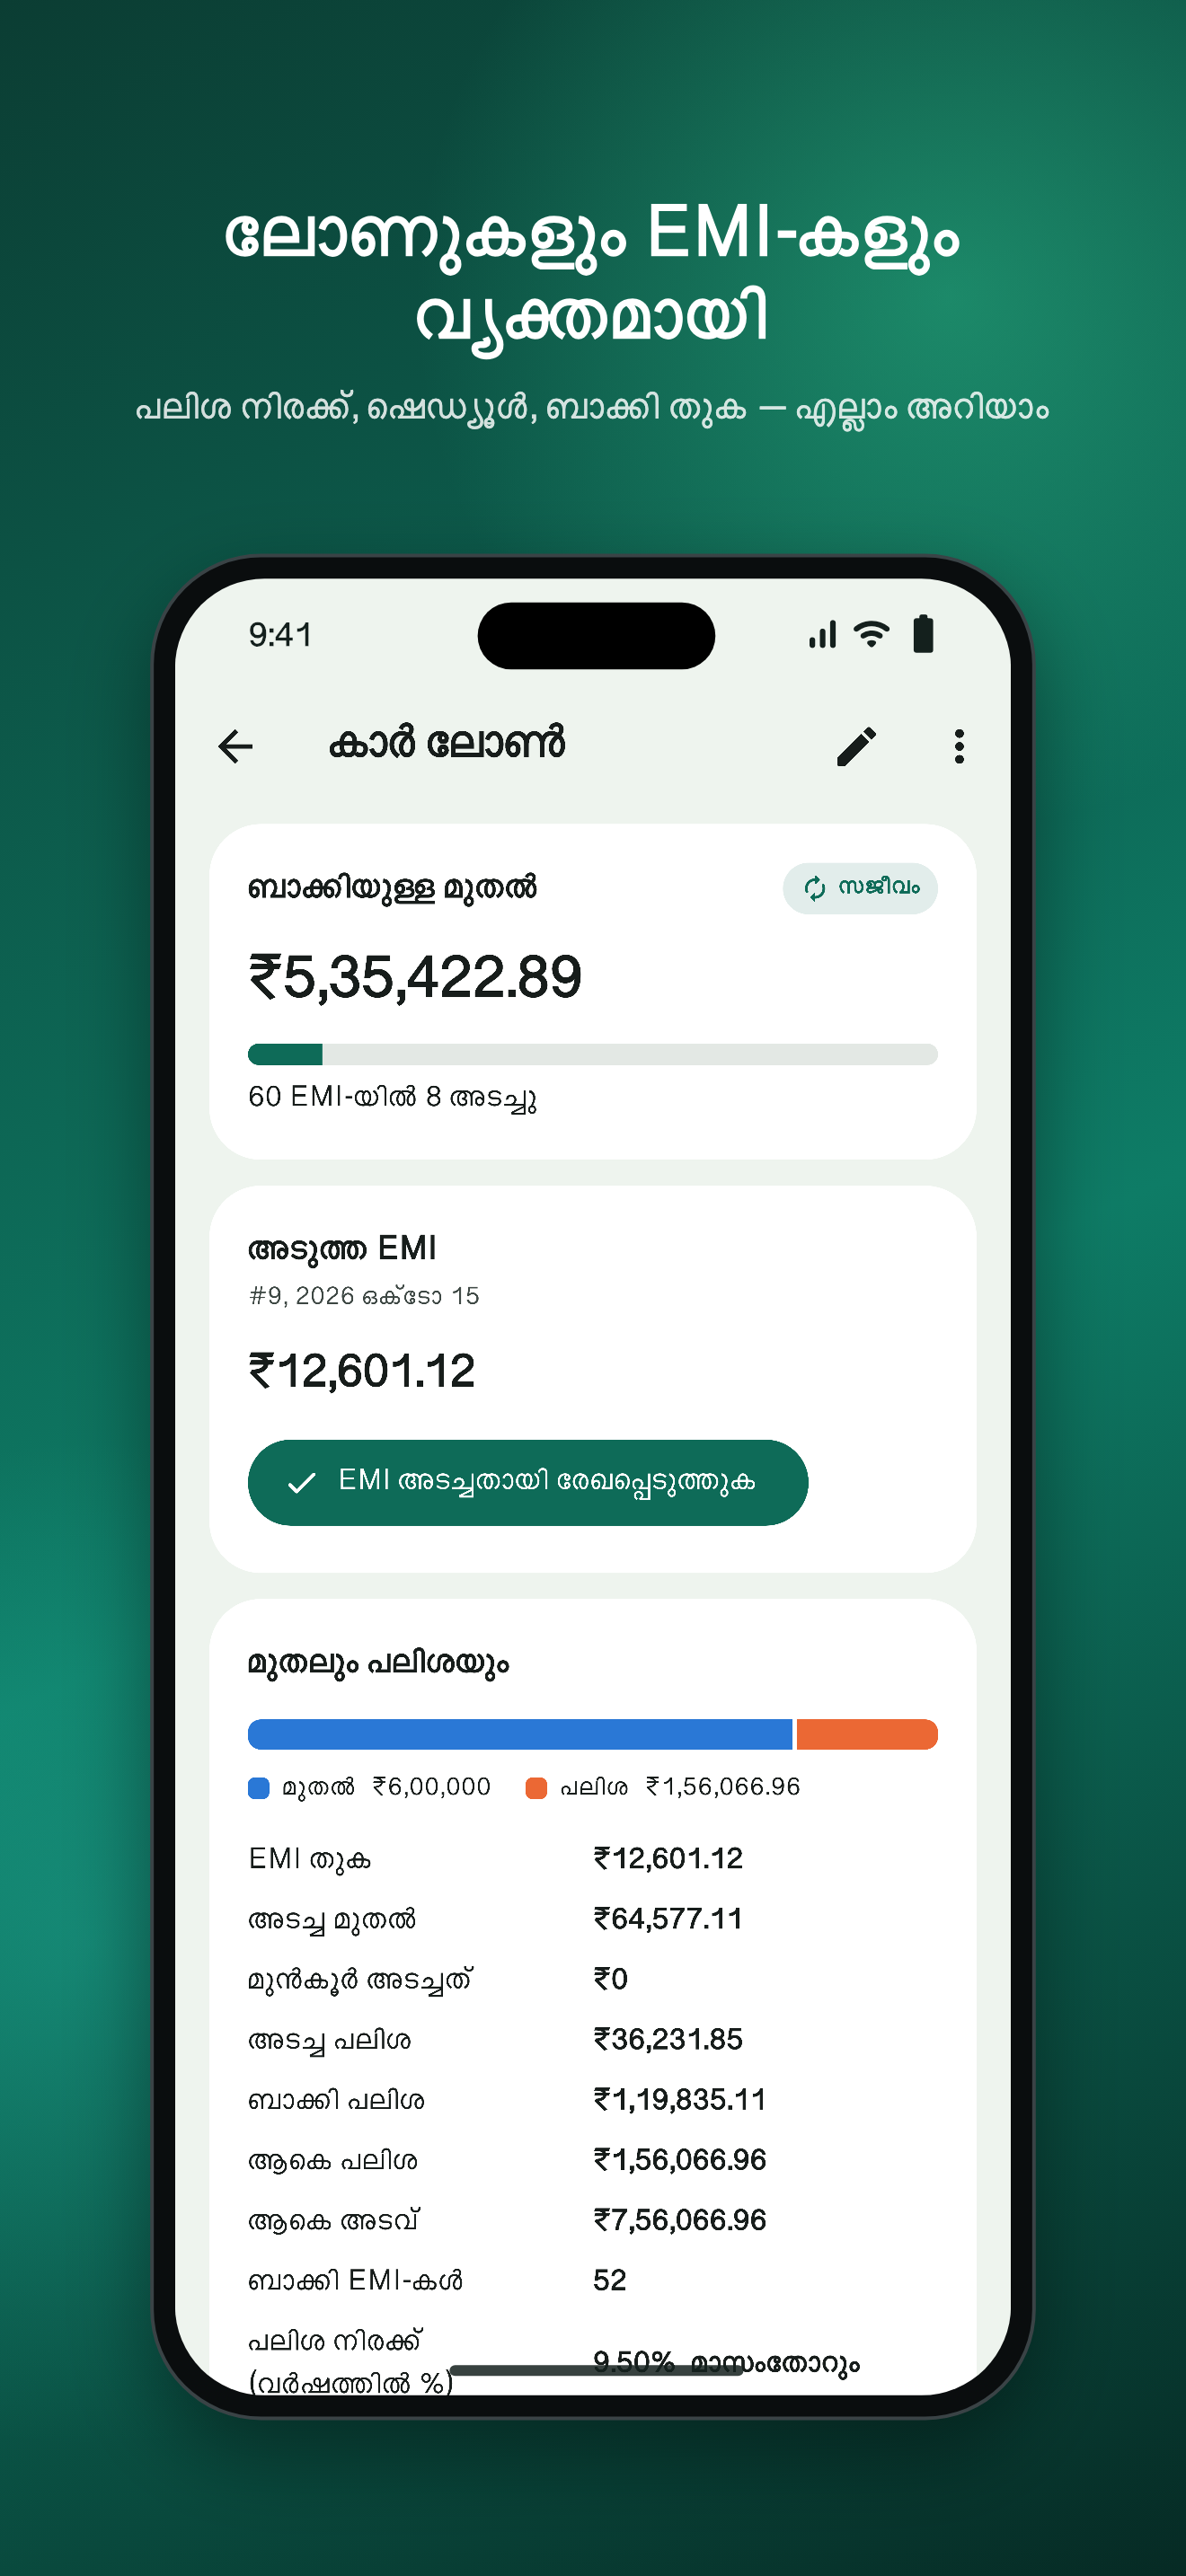 ലോണുകളും EMI-കളും
വ്യക്തമായി
പലിശ നിരക്ക്, ഷെഡ്യൂൾ, ബാക്കി തുക — എല്ലാം അറിയാം
9:41
കാർ ലോൺ
ബാക്കിയുള്ള മുതൽ
സജീവം
₹5,35,422.89
60 EMI-യിൽ 8 അടച്ചു
അടുത്ത EMI
#9, 2026 ഒക്ടോ 15
₹12,601.12
EMI അടച്ചതായി രേഖപ്പെടുത്തുക
മുതലും പലിശയും
മുതൽ ₹6,00,000 പലിശ ₹1,56,066.96
EMI തുക ₹12,601.12
അടച്ച മുതൽ ₹64,577.11
മുൻകൂർ അടച്ചത് ₹0
അടച്ച പലിശ ₹36,231.85
ബാക്കി പലിശ ₹1,19,835.11
ആകെ പലിശ ₹1,56,066.96
ആകെ അടവ് ₹7,56,066.96
ബാക്കി EMI-കൾ 52
പലിശ നിരക്ക്
(വർഷത്തിൽ %) 9.50% മാസംതോറും